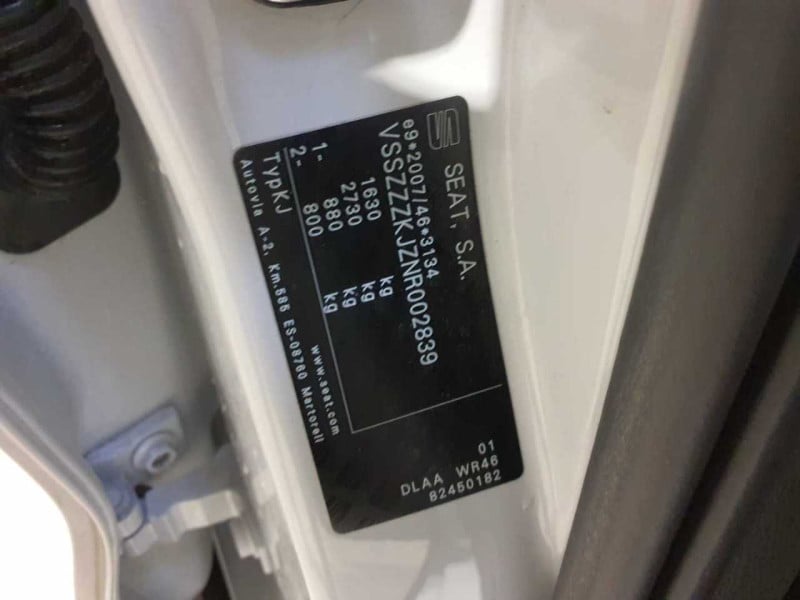 SEAT, S.A.
e9*2007/46*3134
VSSZZZKJZNR002839
1630 kg
2730 kg
1- 880 kg
2- 800 kg
TypKJ
www.seat.com
Autovia A-2, Km.585 ES-08760 Martorell
01
DLAA WR46
82450182